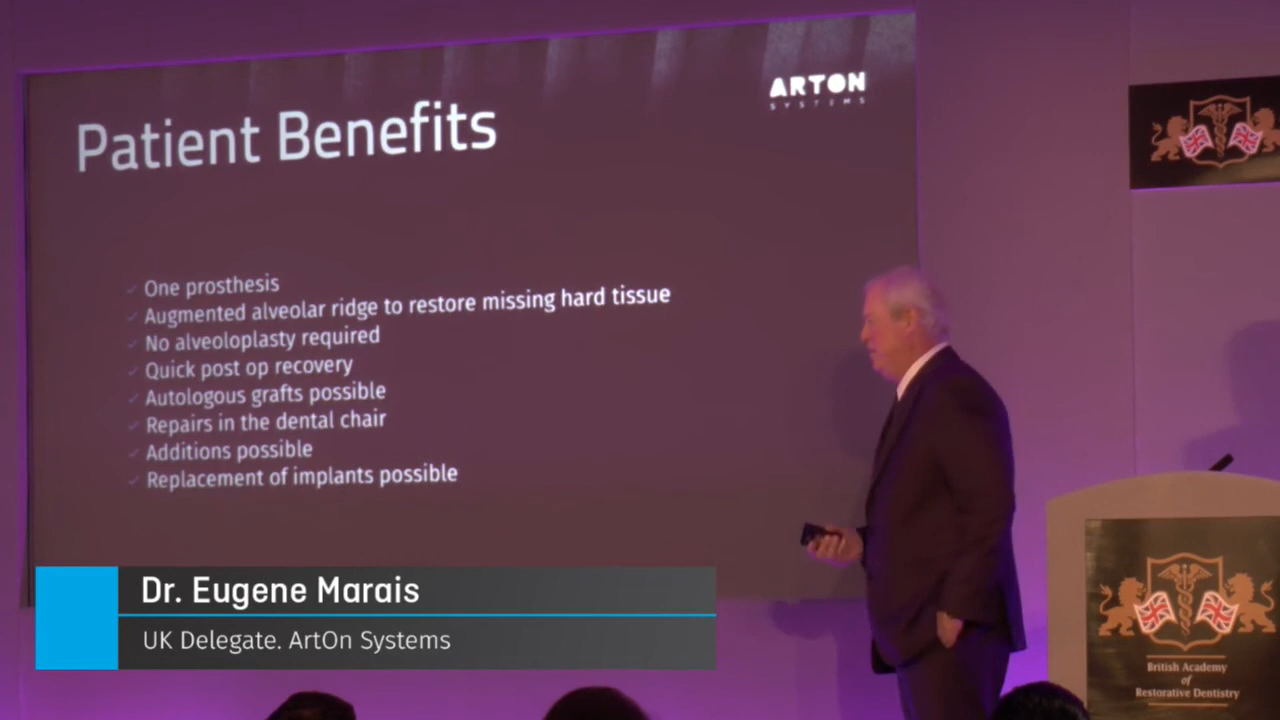 ARTON
SYSTEMS
Patient Benefits
One prosthesis
Augmented alveolar ridge to restore missing hard tissue
No alveoloplasty required
Quick post op recovery
Autologous grafts possible
Repairs in the dental chair
Additions possible
Replacement of implants possible
Dr. Eugene Marais
UK Delegate. ArtOn Systems
British Academy
of
Restorative Dentistry